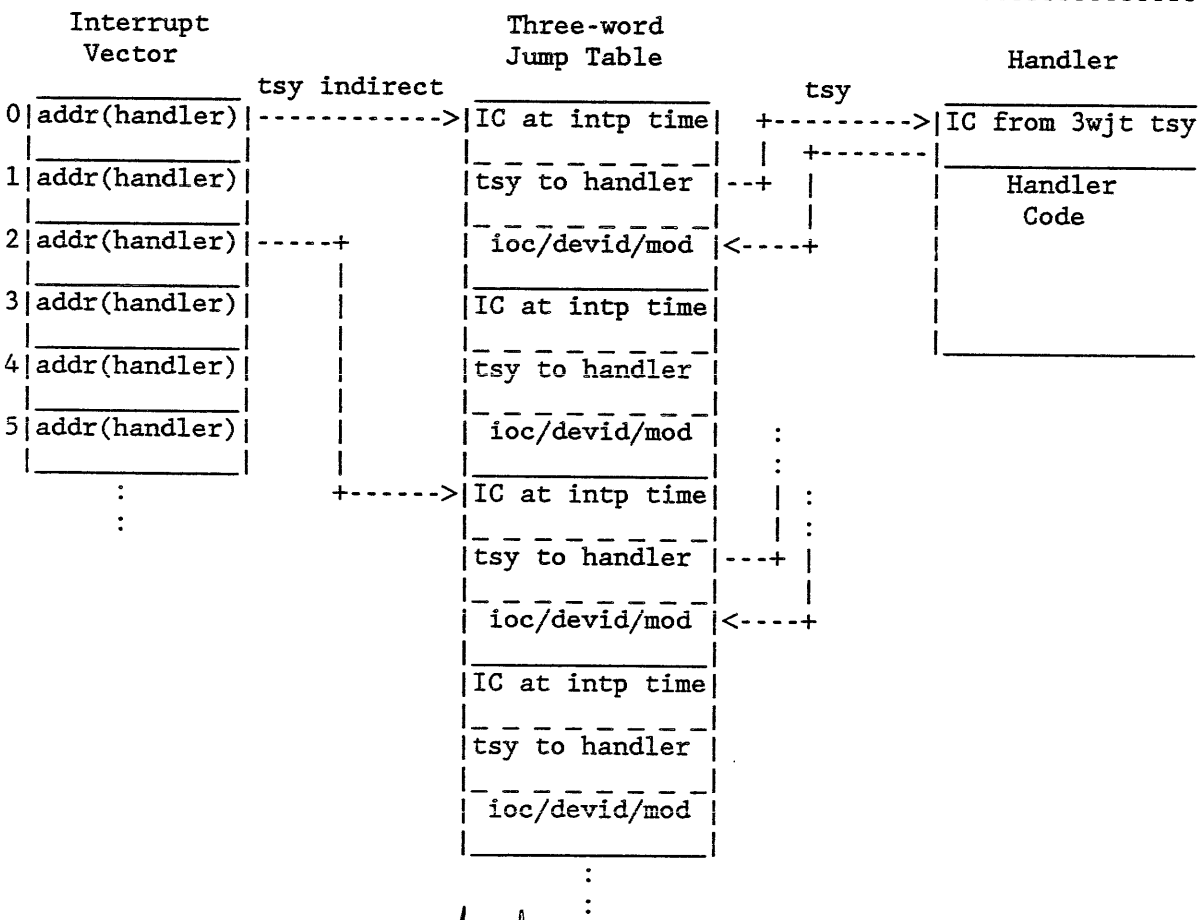 Interrupt Vector
Three-word Jump Table
Handler
tsy indirect
tsy
0 addr(handler)
1 addr(handler)
2 addr(handler)
3 addr(handler)
4 addr(handler)
5 addr(handler)
IC at intp time
tsy to handler
ioc/devid/mod
IC at intp time
tsy to handler
ioc/devid/mod
IC at intp time
tsy to handler
ioc/devid/mod
IC at intp time
tsy to handler
ioc/devid/mod
IC from 3wjt tsy
Handler
Code